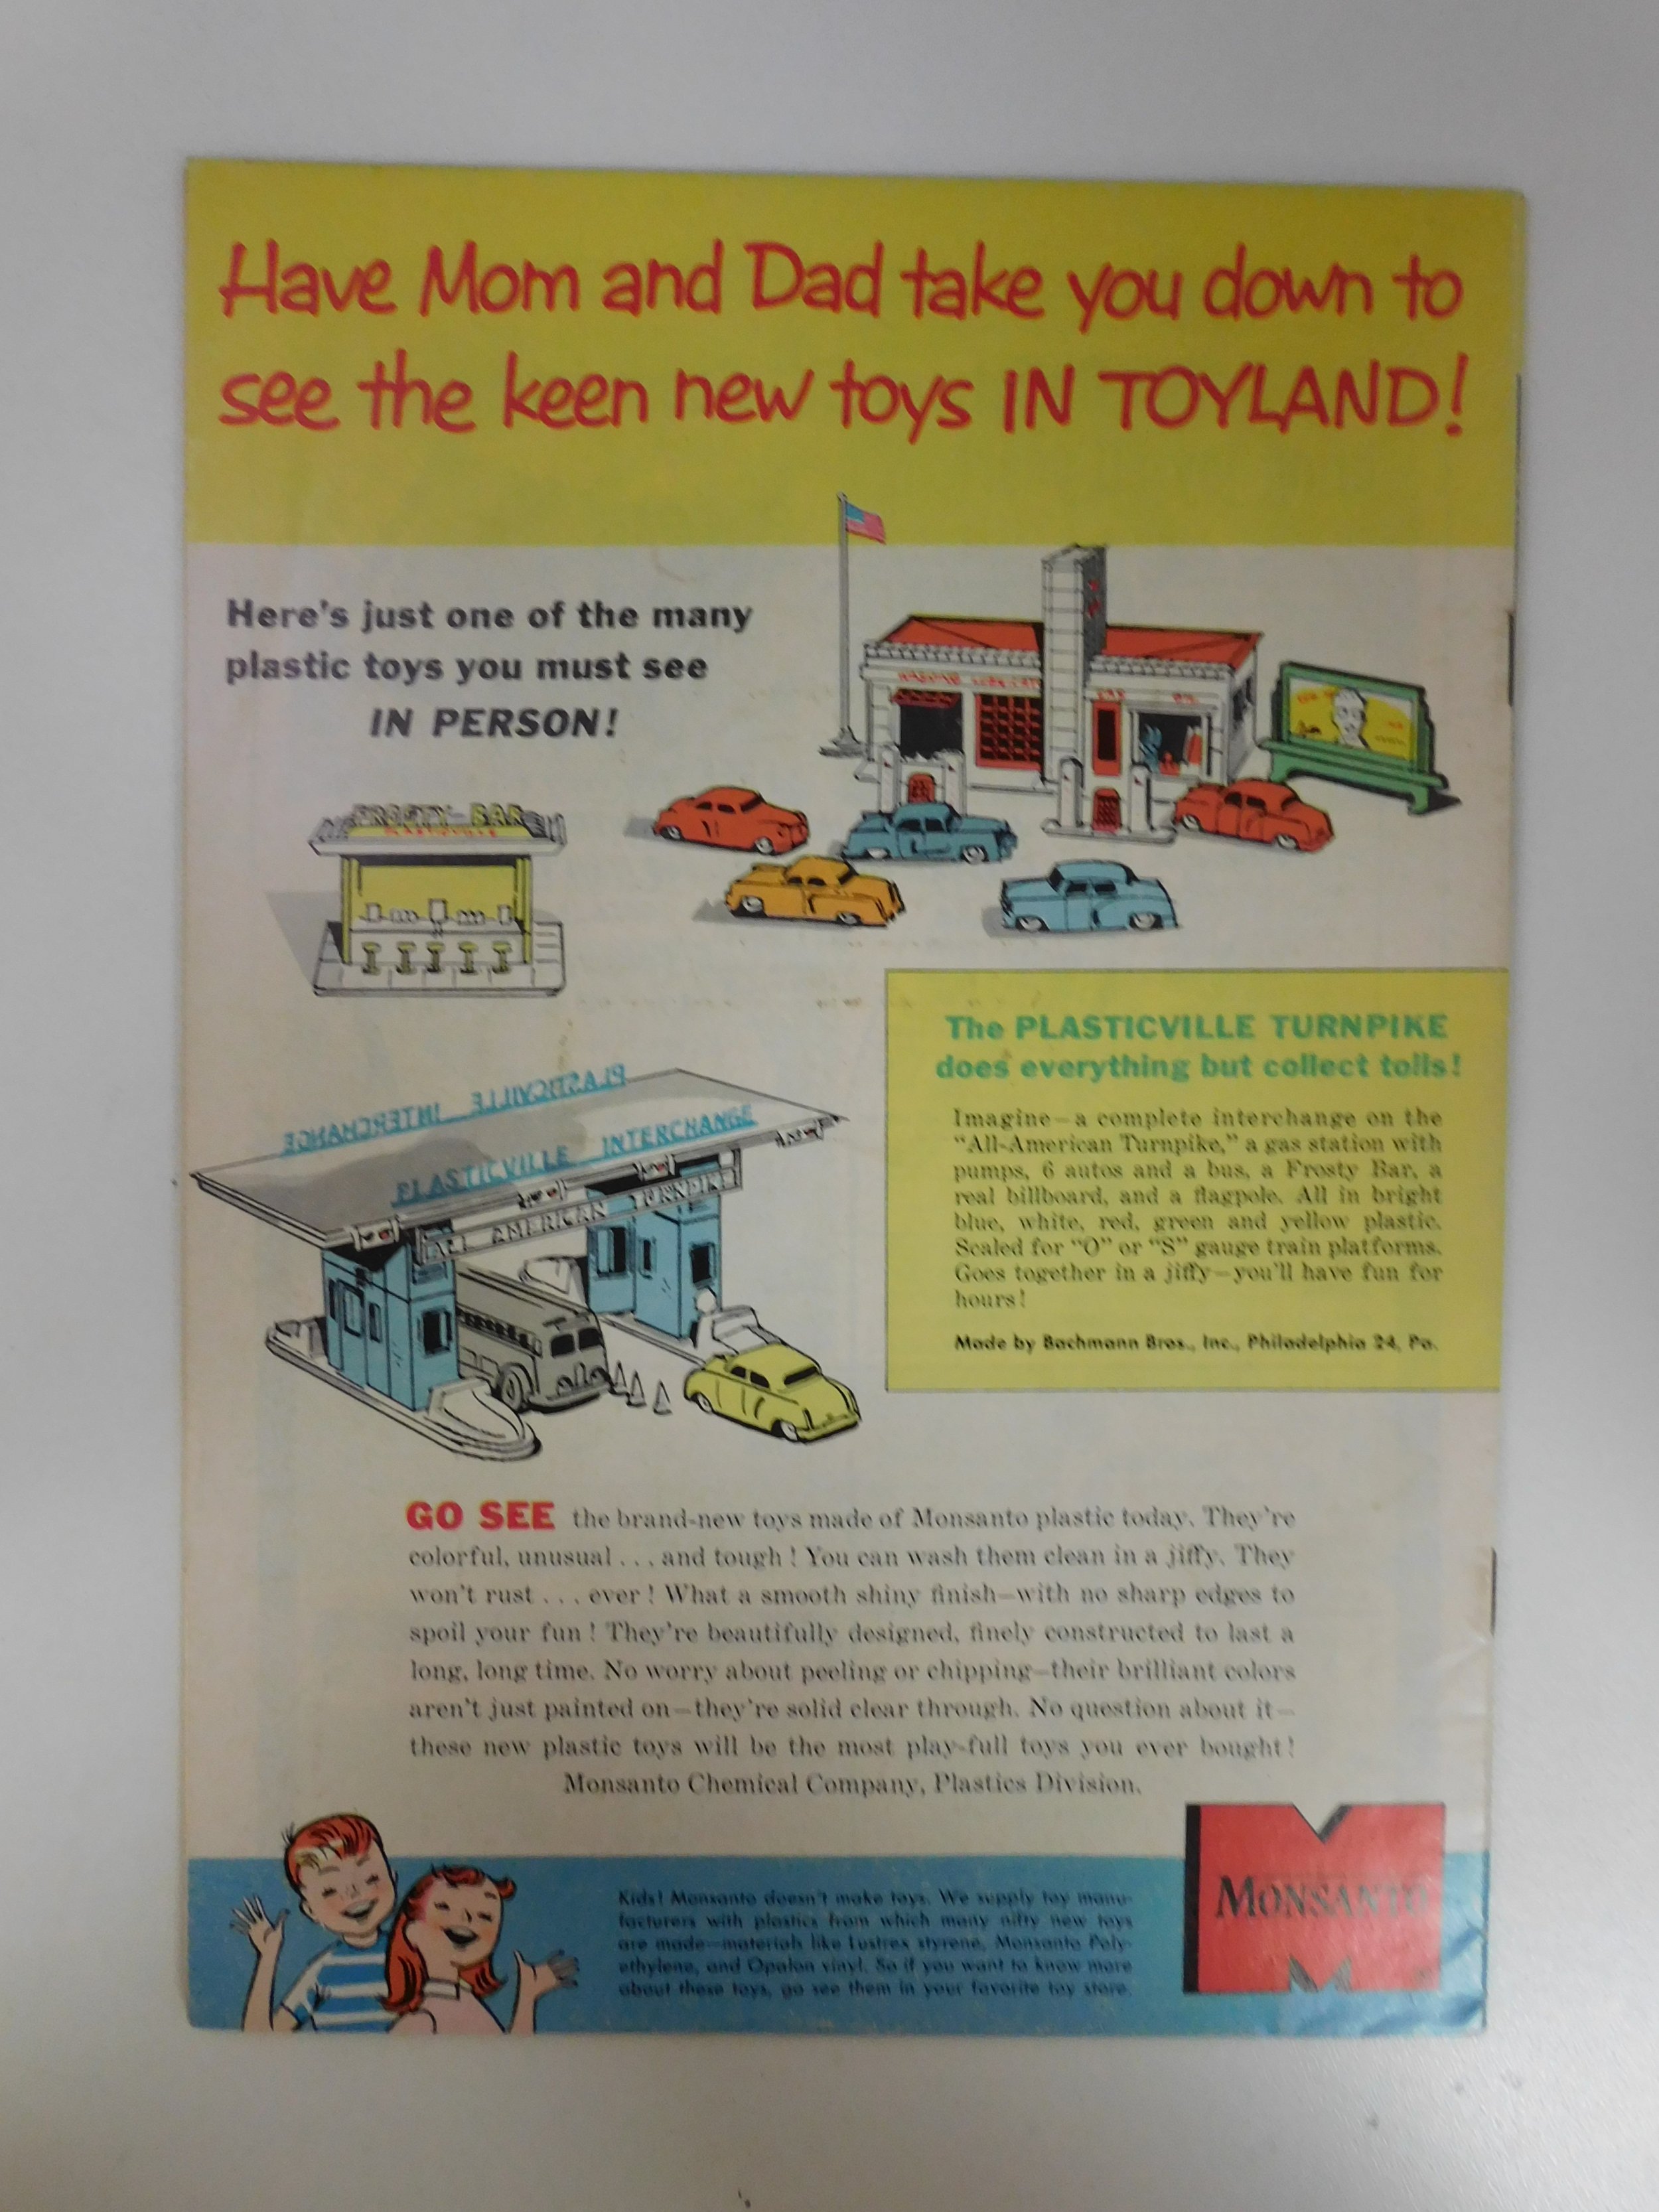 Have Mom and Dad take you down to
see the keen new toys IN TOYLAND!
Here's just one of the many
plastic toys you must see
IN PERSON!
FROSTY BAR
PLASTICVILLE
GAS
OIL
The PLASTICVILLE TURNPIKE
does everything but collect tolls!
Imagine—a complete interchange on the
"All-American Turnpike," a gas station with
pumps, 6 autos and a bus, a Frosty Bar, a
real billboard, and a flagpole. All in bright
blue, white, red, green and yellow plastic.
Scaled for "O" or "S" gauge train platforms.
Goes together in a jiffy—you'll have fun for
hours!
Made by Bachmann Bros., Inc., Philadelphia 24, Pa.
PLASTICVILLE INTERCHANGE
PLASTICVILLE INTERCHANGE
ALL AMERICAN TURNPIKE
GO SEE the brand-new toys made of Monsanto plastic today. They're
colorful, unusual . . . and tough! You can wash them clean in a jiffy. They
won't rust . . . ever! What a smooth shiny finish—with no sharp edges to
spoil your fun! They're beautifully designed, finely constructed to last a
long, long time. No worry about peeling or chipping—their brilliant colors
aren't just painted on—they're solid clear through. No question about it—
these new plastic toys will be the most play-full toys you ever bought!
Monsanto Chemical Company, Plastics Division.
Kids! Monsanto doesn't make toys. We supply toy manu-
facturers with plastics from which many nifty new toys
are made—materials like Lustrex styrene, Monsanto Poly-
ethylene, and Opalon vinyl. So if you want to know more
about these toys, go see them in your favorite toy store.
MONSANTO